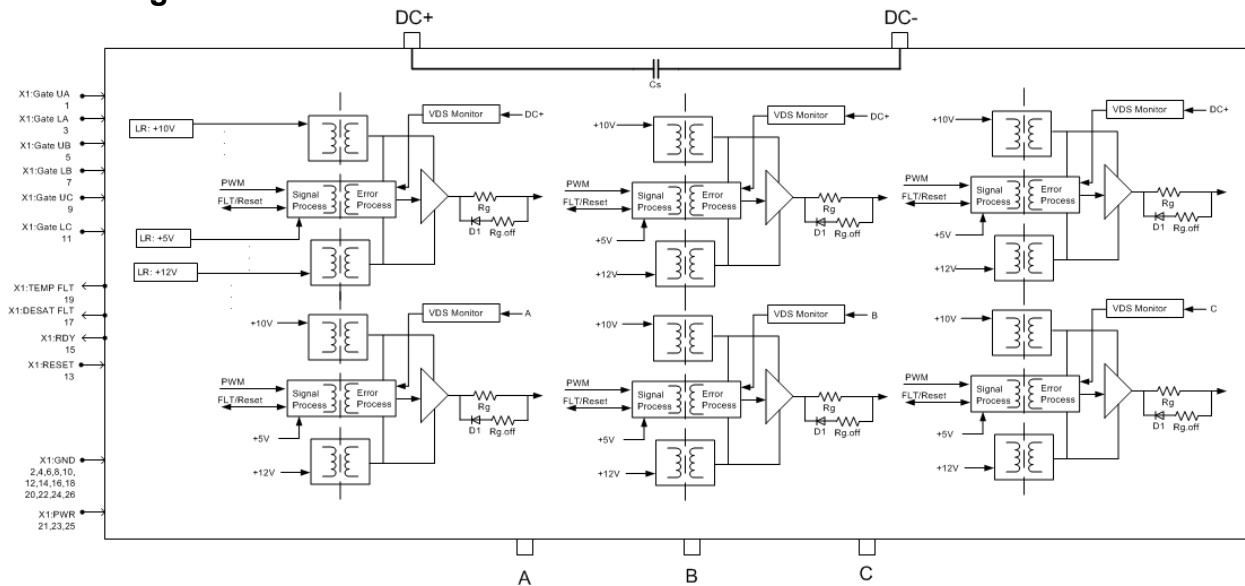 DC+
DC-
Cs
X1:Gate UA
1
X1:Gate LA
3
X1:Gate UB
5
X1:Gate LB
7
X1:Gate UC
9
X1:Gate LC
11
X1:TEMP FLT
19
X1:DESAT FLT
17
X1:RDY
15
X1:RESET
13
X1:GND
2,4,6,8,10,
12,14,16,18
20,22,24,26
X1:PWR
21,23,25
LR: +10V
LR: +5V
LR: +12V
VDS Monitor
DC+
PWM
FLT/Reset
Signal
Process
Error
Process
Rg
D1
Rg.off
+10V
VDS Monitor
DC+
PWM
FLT/Reset
Signal
Process
Error
Process
+5V
+12V
Rg
D1
Rg.off
+10V
VDS Monitor
PWM
FLT/Reset
Signal
Process
Error
Process
+5V
+12V
Rg
D1
Rg.off
+10V
VDS Monitor
A
PWM
FLT/Reset
Signal
Process
Error
Process
+5V
+12V
Rg
D1
Rg.off
+10V
VDS Monitor
B
PWM
FLT/Reset
Signal
Process
Error
Process
+5V
+12V
Rg
D1
Rg.off
+10V
VDS Monitor
C
PWM
FLT/Reset
Signal
Process
Error
Process
+5V
+12V
Rg
D1
Rg.off
A
B
C